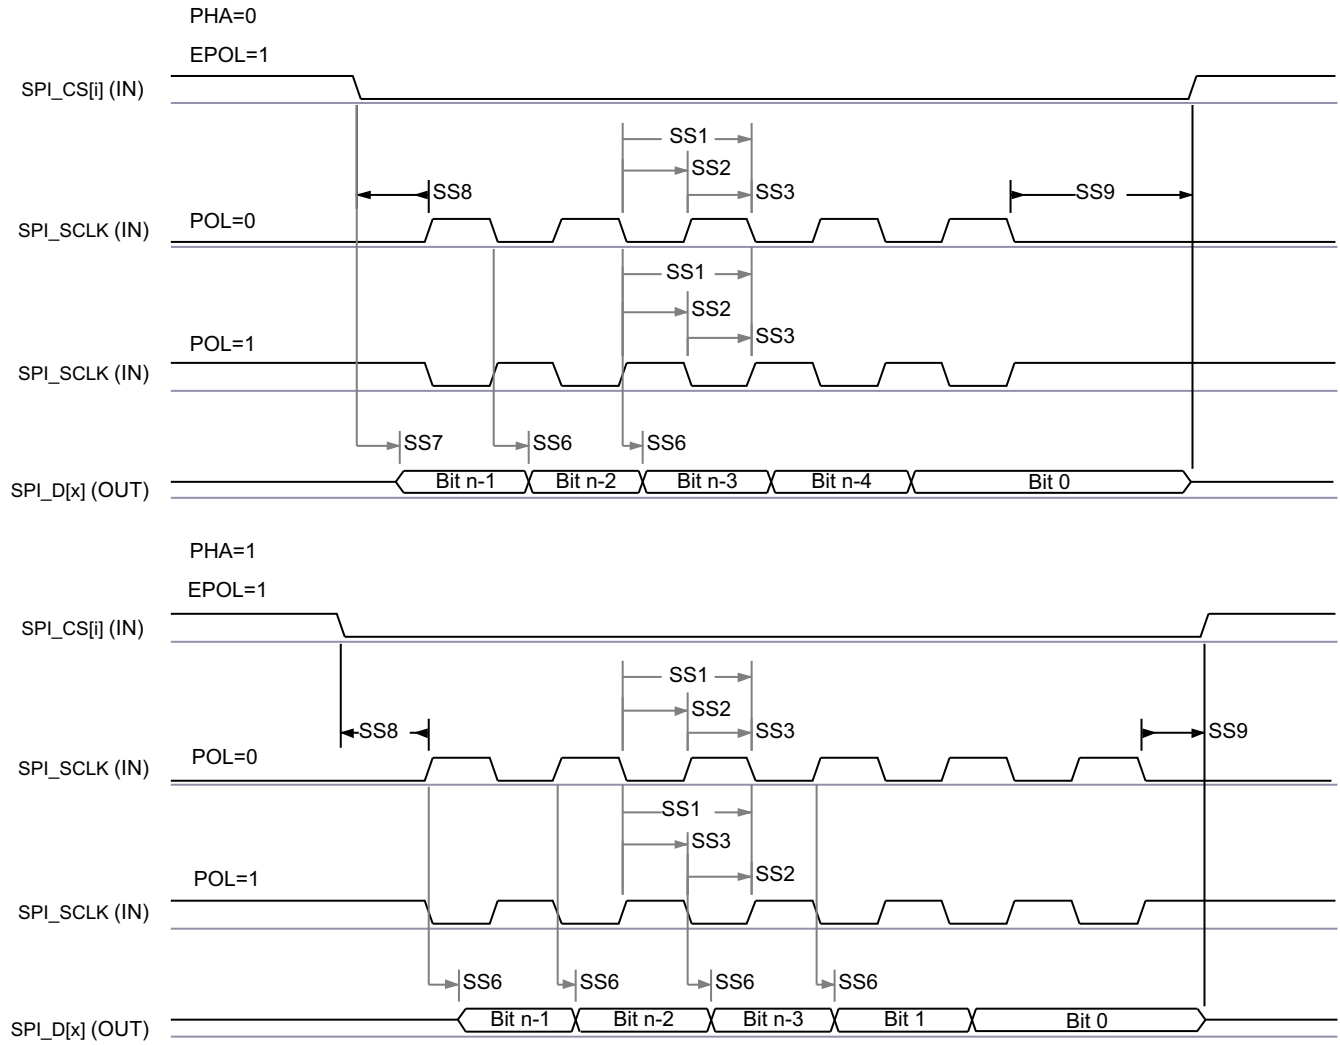 PHA=0
EPOL=1
SPI_CS[i] (IN)
SS1
SS2
SS8
SS3
SS9
POL=0
SPI_SCLK (IN)
SS1
SS2
SS3
POL=1
SPI_SCLK (IN)
SS7
SS6
SS6
SPI_D[x] (OUT)
Bit n-1
Bit n-2
Bit n-3
Bit n-4
Bit 0
PHA=1
EPOL=1
SPI_CS[i] (IN)
SS1
SS2
SS8
SS3
SS9
POL=0
SPI_SCLK (IN)
SS1
SS3
SS2
POL=1
SPI_SCLK (IN)
SS6
SS6
SS6
SS6
SPI_D[x] (OUT)
Bit n-1
Bit n-2
Bit n-3
Bit 1
Bit 0